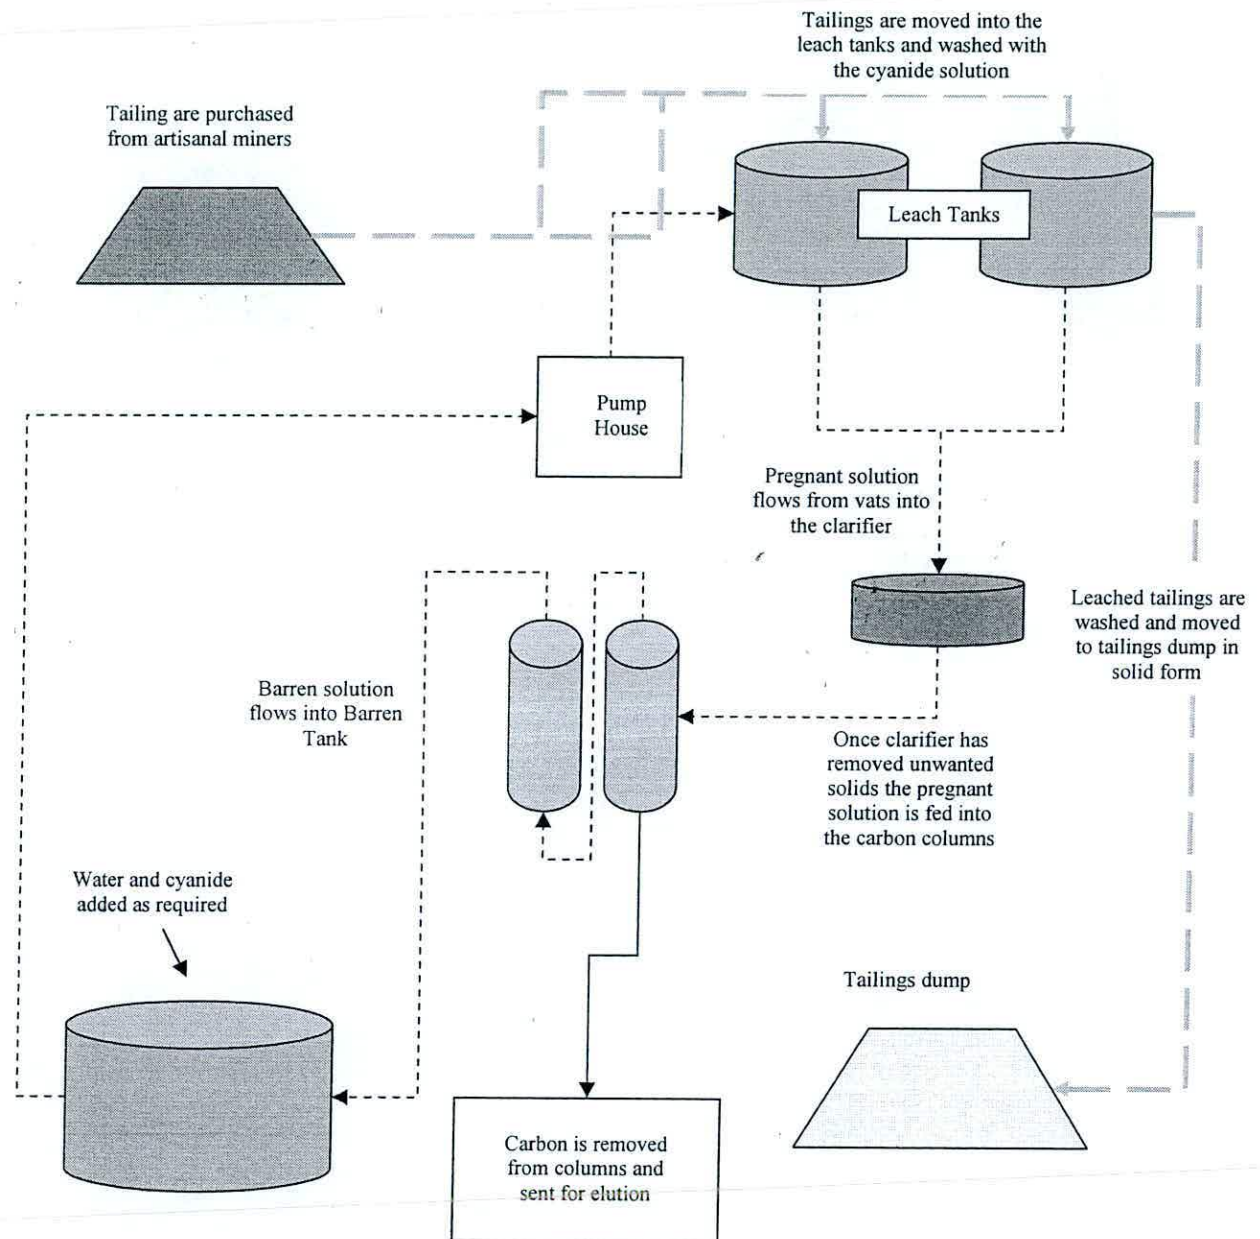 Tailings are moved into the
leach tanks and washed with
the cyanide solution
Tailing are purchased
from artisanal miners
Leach Tanks
Pump
House
Pregnant solution
flows from vats into
the clarifier
Leached tailings are
washed and moved
to tailings dump in
solid form
Barren solution
flows into Barren
Tank
Once clarifier has
removed unwanted
solids the pregnant
solution is fed into
the carbon columns
Water and cyanide
added as required
Tailings dump
Carbon is removed
from columns and
sent for elution